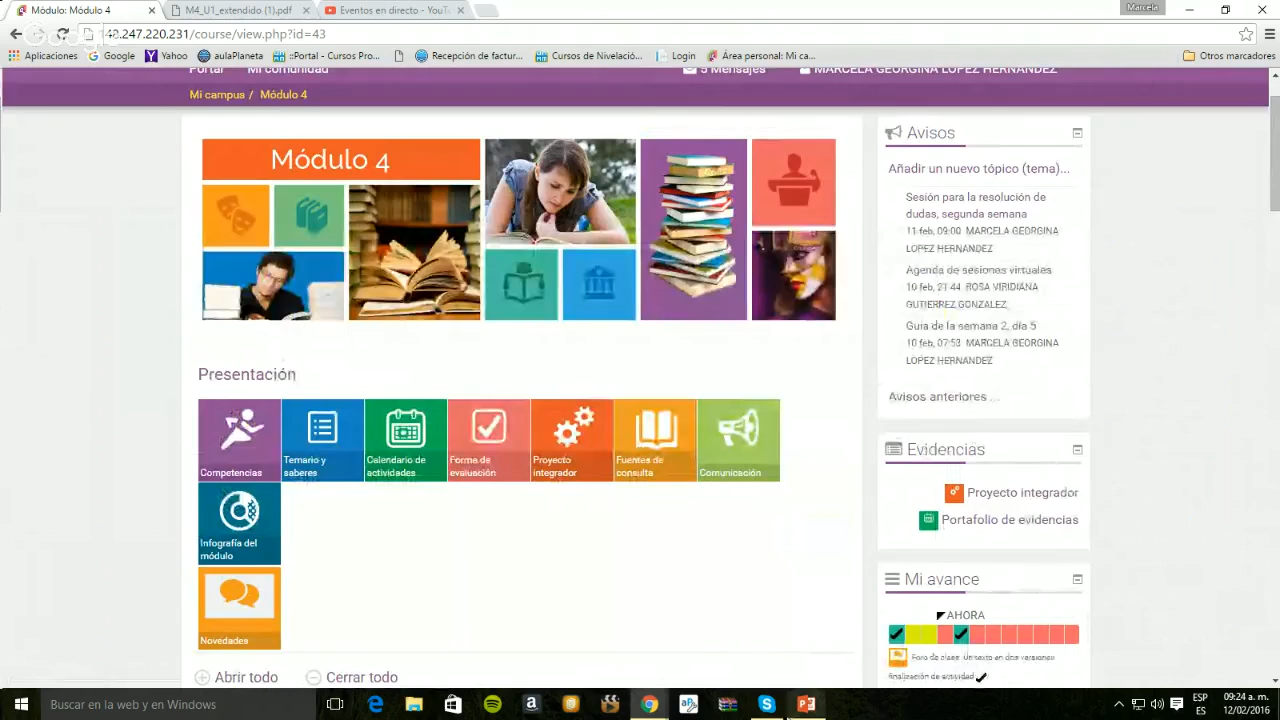 Módulo: Módulo 4
M4_U1_extendido (1).pdf
Eventos en directo - YouT
Marcela
.247.220.231/course/view.php?id=43
Aplicaciones
Google
Yahoo
aulaPlaneta
::Portal - Cursos Pro...
Recepción de factur...
Cursos de Nivelació...
Login
Área personal: Mi ca...
Otros marcadores
Portal
Mi comunidad
5 Mensajes
MARCELA GEORGINA LOPEZ HERNANDEZ
Mi campus / Módulo 4
Módulo 4
Presentación
Competencias
Temario y
saberes
Calendario de
actividades
Forma de
evaluación
Proyecto
integrador
Fuentes de
consulta
Comunicación
Infografía del
módulo
Novedades
Abrir todo
Cerrar todo
Avisos
Añadir un nuevo tópico (tema)...
Sesión para la resolución de
dudas, segunda semana
11 feb, 09:00 MARCELA GEORGINA
LOPEZ HERNANDEZ
Agenda de sesiones virtuales
10 feb, 21:44 ROSA VIRIDIANA
GUTIERREZ GONZALEZ
Guía de la semana 2, día 5
10 feb, 07:53 MARCELA GEORGINA
LOPEZ HERNANDEZ
Avisos anteriores ...
Evidencias
Proyecto integrador
Portafolio de evidencias
Mi avance
AHORA
Foro de clase. Un texto en dos versiones
finalización de actividad
Buscar en la web y en Windows
ESP
ES
09:24 a. m.
12/02/2016